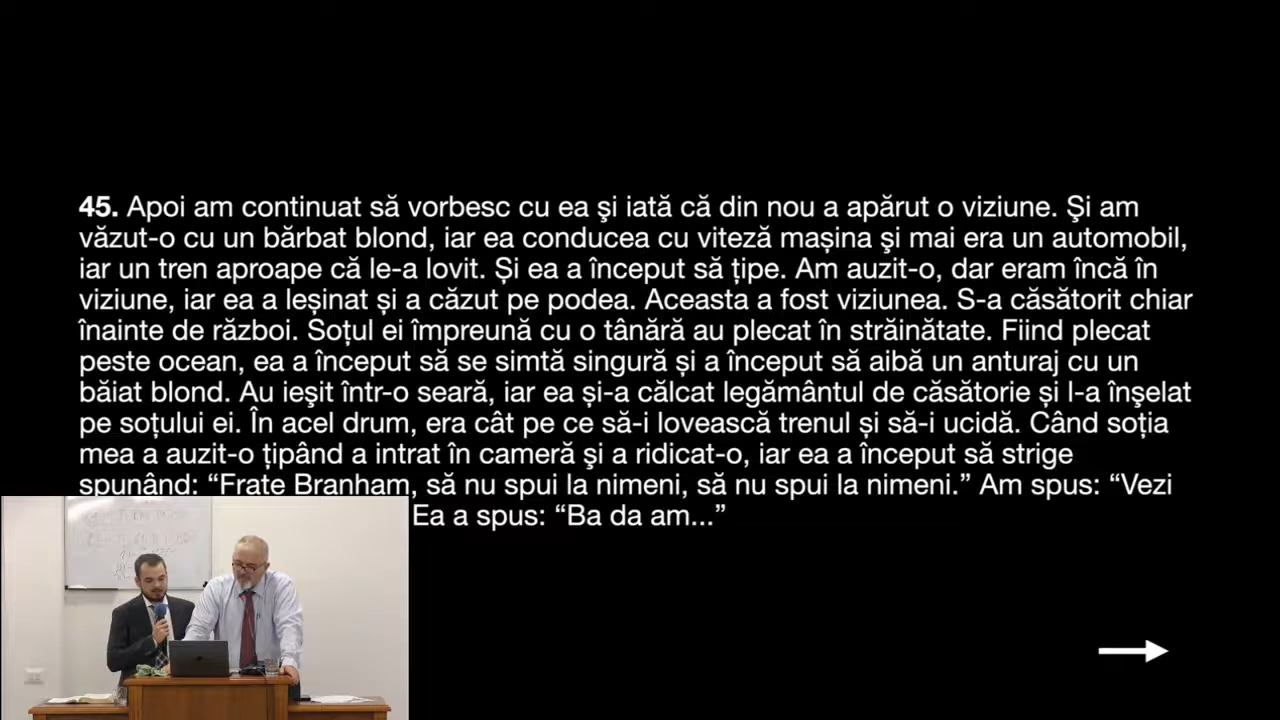 45. Apoi am continuat să vorbesc cu ea şi iată că din nou a apărut o viziune. Şi am
văzut-o cu un bărbat blond, iar ea conducea cu viteză mașina şi mai era un automobil,
iar un tren aproape că le-a lovit. Și ea a început să țipe. Am auzit-o, dar eram încă în
viziune, iar ea a leșinat și a căzut pe podea. Aceasta a fost viziunea. S-a căsătorit chiar
înainte de război. Soțul ei împreună cu o tânără au plecat în străinătate. Fiind plecat
peste ocean, ea a început să se simtă singură și a început să aibă un anturaj cu un
băiat blond. Au ieşit într-o seară, iar ea și-a călcat legământul de căsătorie și l-a înşelat
pe soțului ei. În acel drum, era cât pe ce să-i lovească trenul și să-i ucidă. Când soția
mea a auzit-o țipând a intrat în cameră şi a ridicat-o, iar ea a început să strige
spunând: “Frate Branham, să nu spui la nimeni, să nu spui la nimeni.” Am spus: “Vezi
Ea a spus: “Ba da am...”